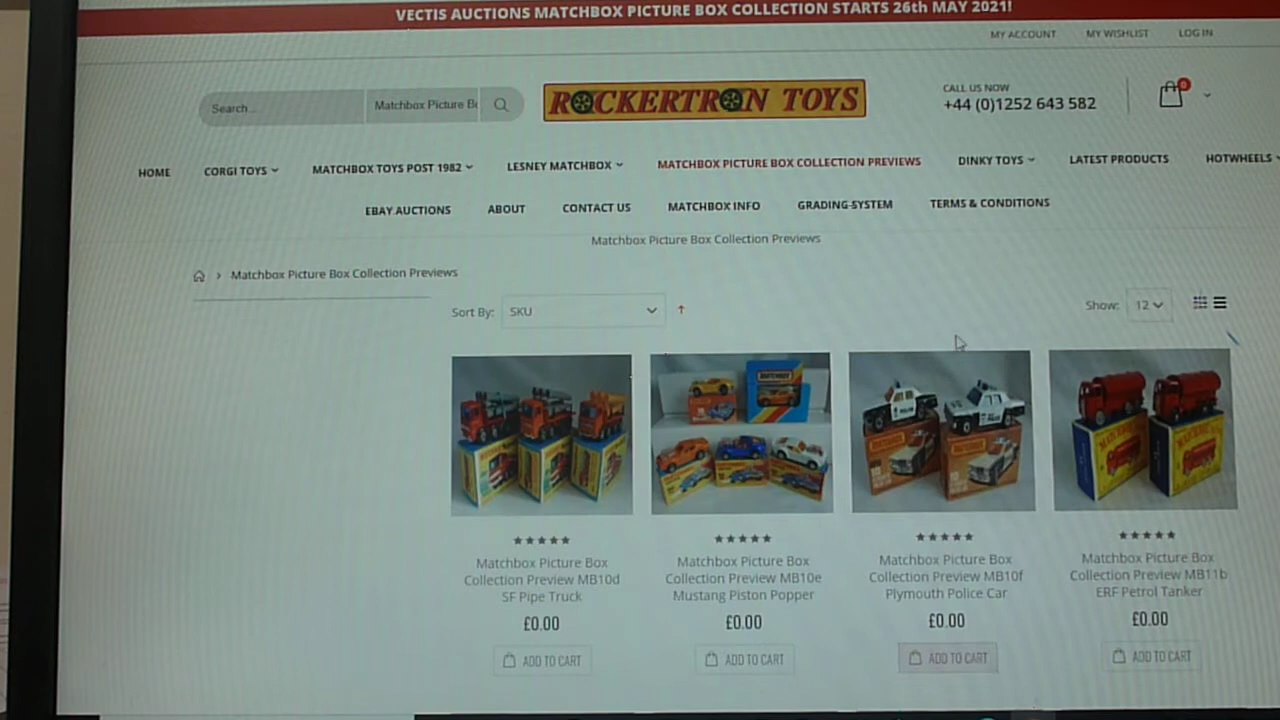 VECTIS AUCTIONS MATCHBOX PICTURE BOX COLLECTION STARTS 26th MAY 2021!
MY ACCOUNT MY WISHLIST LOG IN
Search... Matchbox Picture Bo
ROCKERTRON TOYS
CALL US NOW
+44 (0)1252 643 582
0
HOME CORGI TOYS MATCHBOX TOYS POST 1982 LESNEY MATCHBOX MATCHBOX PICTURE BOX COLLECTION PREVIEWS DINKY TOYS LATEST PRODUCTS HOTWHEELS
EBAY AUCTIONS ABOUT CONTACT US MATCHBOX INFO GRADING SYSTEM TERMS & CONDITIONS
Matchbox Picture Box Collection Previews
> Matchbox Picture Box Collection Previews
Sort By: SKU
Show: 12
MATCHBOX
Matchbox Picture Box
Collection Preview MB10d
SF Pipe Truck
£0.00
ADD TO CART
Matchbox Picture Box
Collection Preview MB10e
Mustang Piston Popper
£0.00
ADD TO CART
Matchbox Picture Box
Collection Preview MB10f
Plymouth Police Car
£0.00
ADD TO CART
Matchbox Picture Box
Collection Preview MB11b
ERF Petrol Tanker
£0.00
ADD TO CART